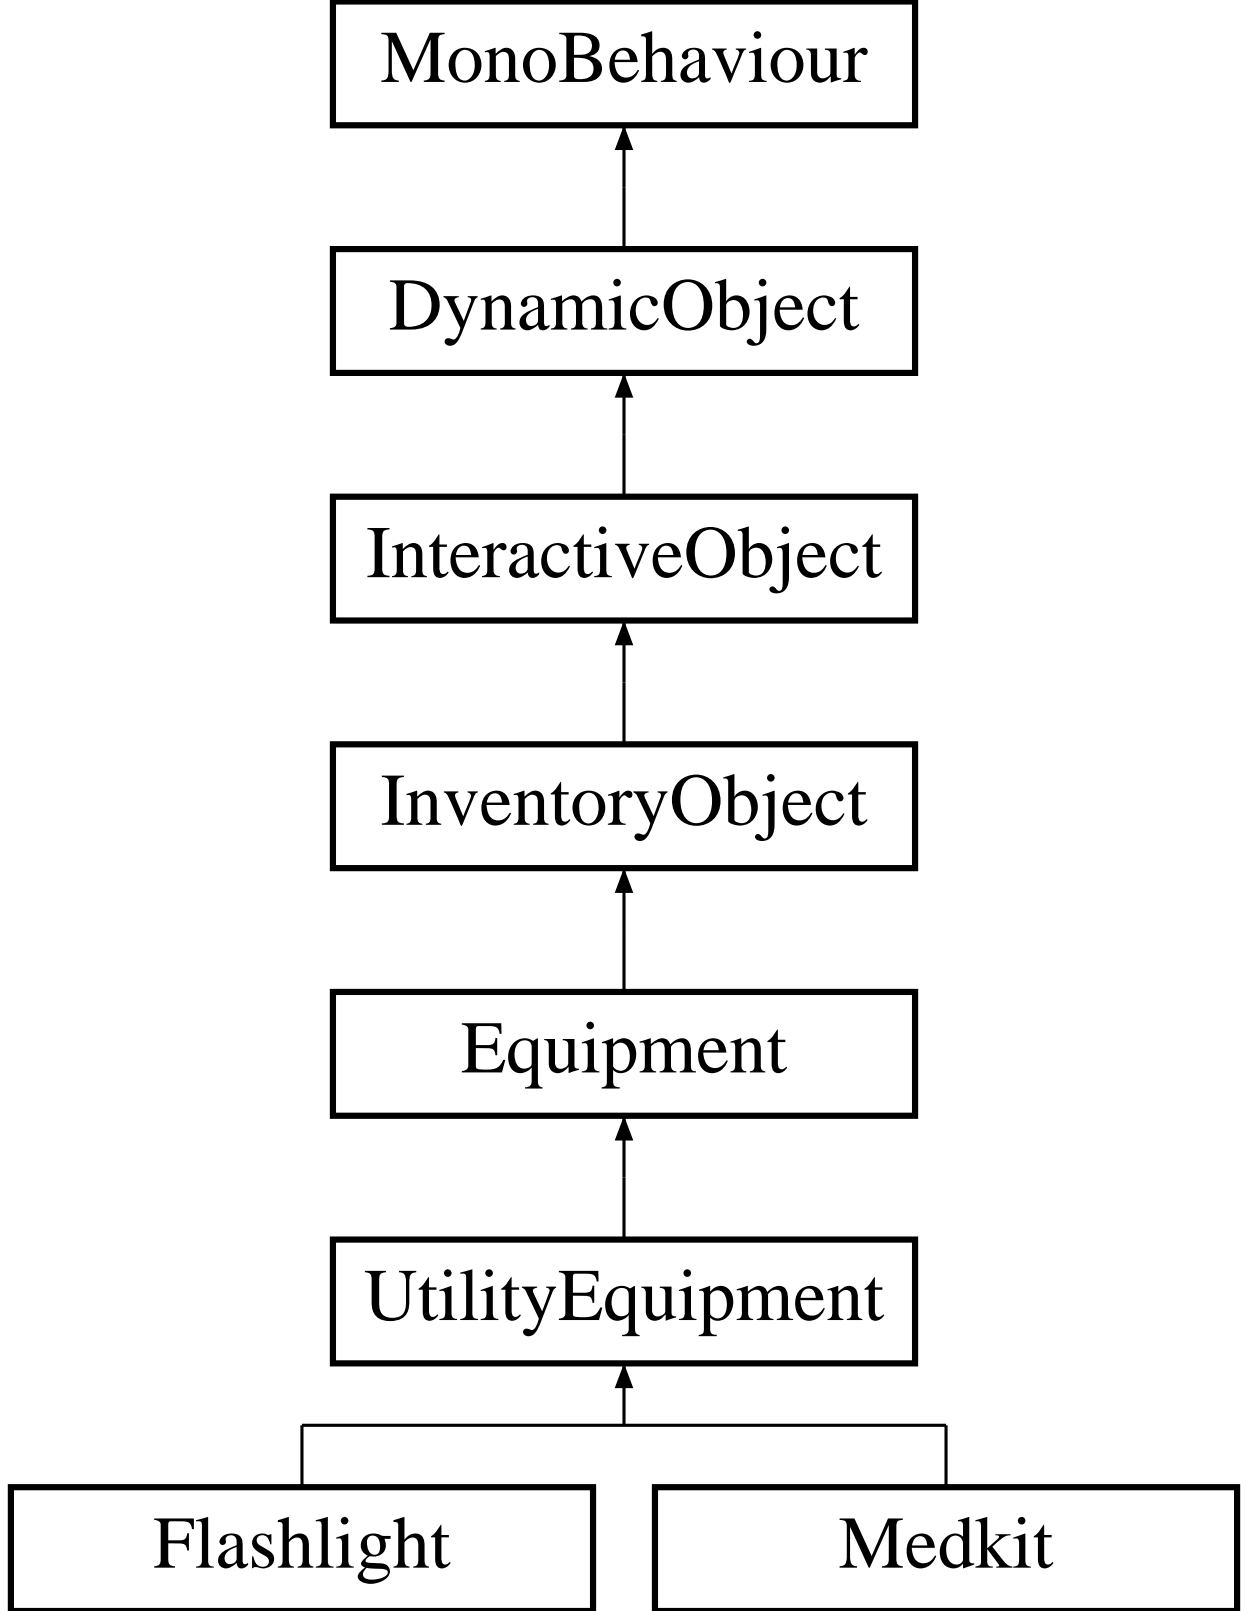 MonoBehaviour
DynamicObject
InteractiveObject
InventoryObject
Equipment
UtilityEquipment
Flashlight
Medkit